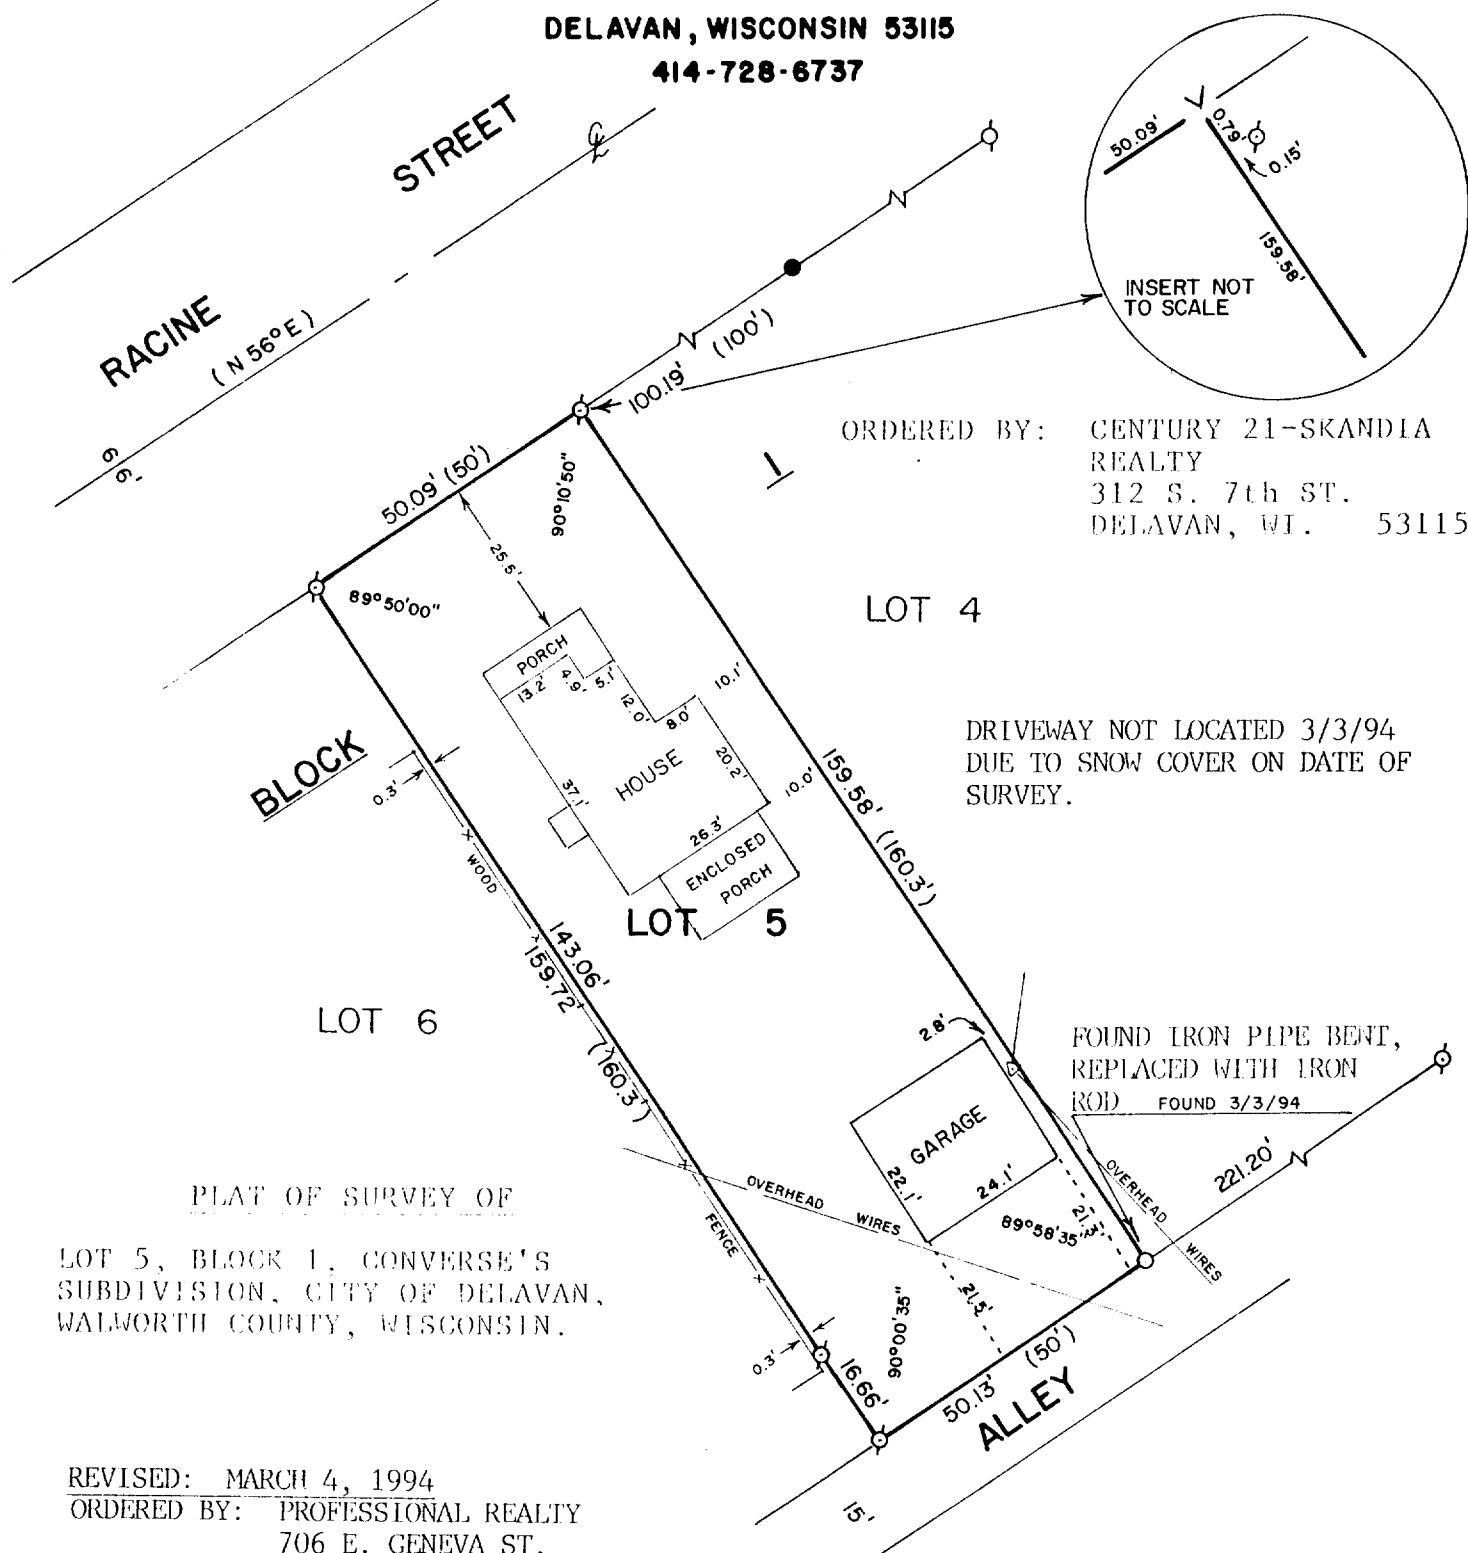 DELAVAN, WISCONSIN 53115
414-728-6737
STREET
RACINE
(N 56°E)
66'
50.09'
0.79'
0.15'
159.58'
INSERT NOT
TO SCALE
100.19' (100')
50.09' (50')
90°10'50"
89°50'00"
25.5'
1
ORDERED BY: CENTURY 21-SKANDIA
REALTY
312 S. 7th ST.
DELAVAN, WI. 53115
LOT 4
PORCH
13.2'
4.9'
5.1'
12.0'
8.0'
10.1'
20.2'
10.0'
HOUSE
37.1'
26.3'
ENCLOSED
PORCH
BLOCK
0.3'
WOOD
DRIVEWAY NOT LOCATED 3/3/94
DUE TO SNOW COVER ON DATE OF
SURVEY.
159.58' (160.3')
LOT 5
143.06'
159.72'
(160.3')
LOT 6
2.8'
FOUND IRON PIPE BENT,
REPLACED WITH IRON
ROD FOUND 3/3/94
GARAGE
22.1'
24.1'
21.3'
89°58'35"
OVERHEAD WIRES
221.20'
OVERHEAD WIRES
FENCE
21.5'
90°00'35"
0.3'
16.66'
50.13' (50')
ALLEY
15'
PLAT OF SURVEY OF
LOT 5, BLOCK 1, CONVERSE'S
SUBDIVISION, CITY OF DELAVAN,
WALWORTH COUNTY, WISCONSIN.
REVISED: MARCH 4, 1994
ORDERED BY: PROFESSIONAL REALTY
706 E. GENEVA ST.